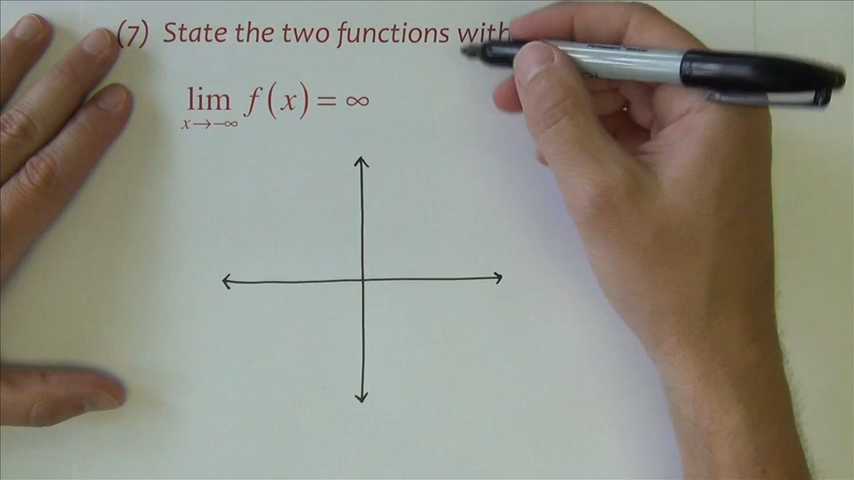 (7) State the two functions with
lim f(x) = ∞
x→−∞